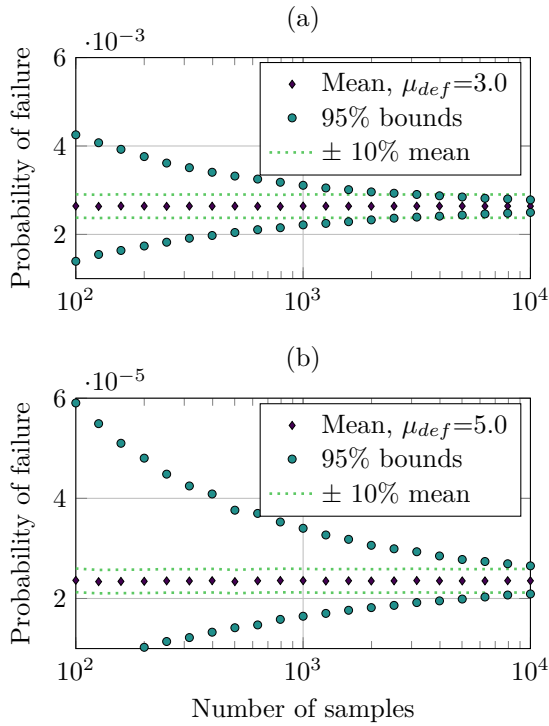 (a)
·10⁻³
6
4
2
Probability of failure
Mean, μ_def=3.0
95% bounds
± 10% mean
10² 10³ 10⁴
(b)
·10⁻⁵
6
4
2
Probability of failure
Mean, μ_def=5.0
95% bounds
± 10% mean
10² 10³ 10⁴
Number of samples